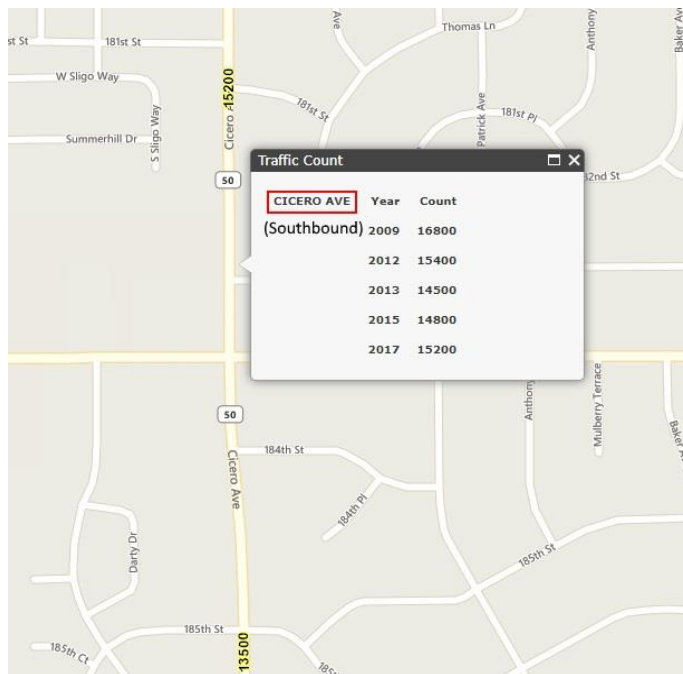 Ave
Thomas Ln
Anthony
Baker Av
st St
181st St
W Sligo Way
15200
181st St
181st Pl
Patrick Ave
S Sligo Way
Summerhill Dr
Cicero
50
Traffic Count
2nd St
CICERO AVE Year Count
(Southbound) 2009 16800
2012 15400
2013 14500
2015 14800
2017 15200
50
Anthony
Mulberry Terrace
Baker A
184th St
Cicero Ave
184th Pl
Darty Dr
185th St
185th St
185th Ct
13500
185